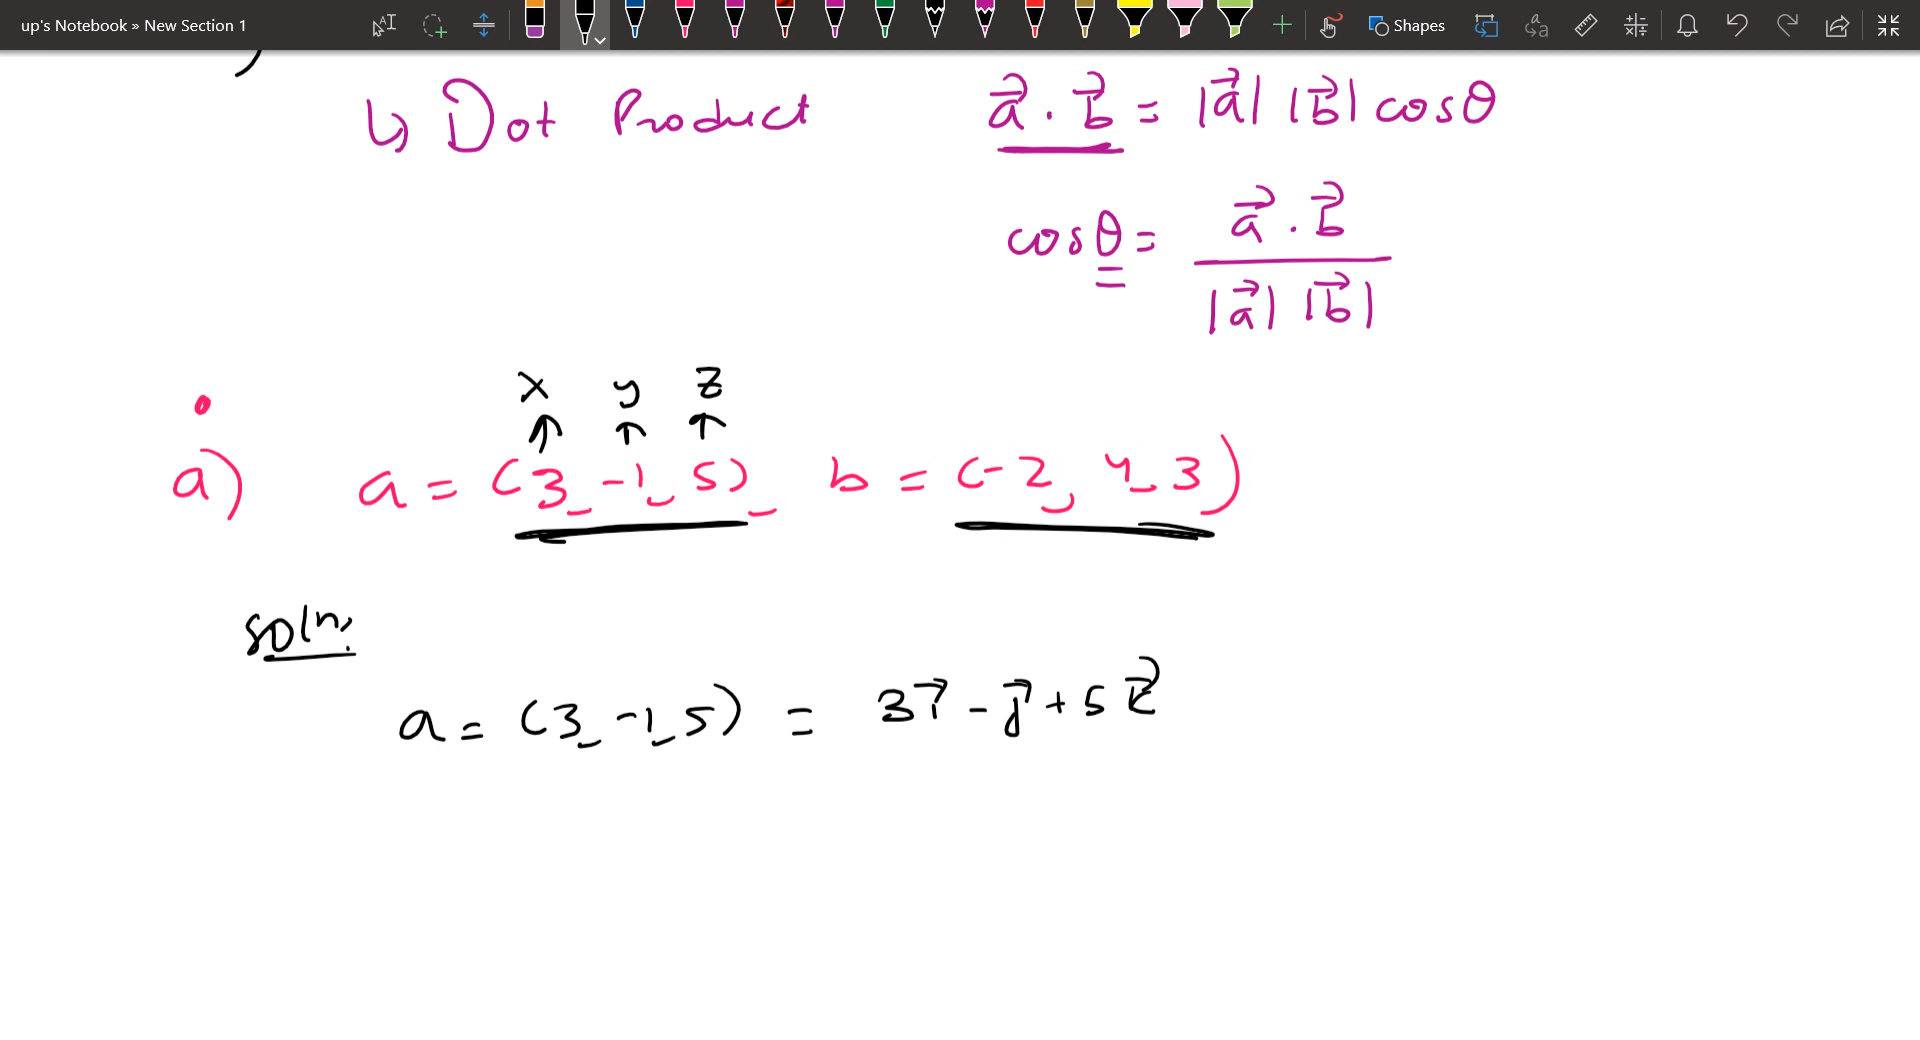 up's Notebook » New Section 1
Shapes
↳ Dot Product a⃗ . b⃗ = |a⃗| |b⃗| cosθ
cosθ = a⃗ . b⃗ / |a⃗| |b⃗|
x y z
↑ ↑ ↑
a) a = (3, -1, 5), b = (-2, 4, 3)
soln:
a = (3, -1, 5) = 3i⃗ - j⃗ + 5k⃗